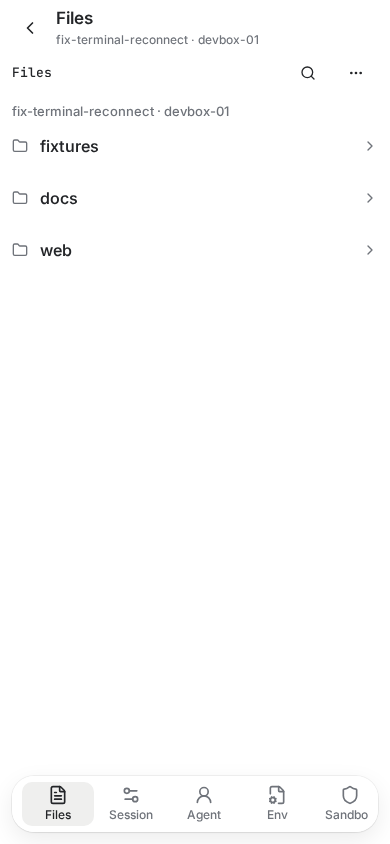 Files
fix-terminal-reconnect · devbox-01
Files
fix-terminal-reconnect · devbox-01
fixtures
docs
web
Files
Session
Agent
Env
Sandbo